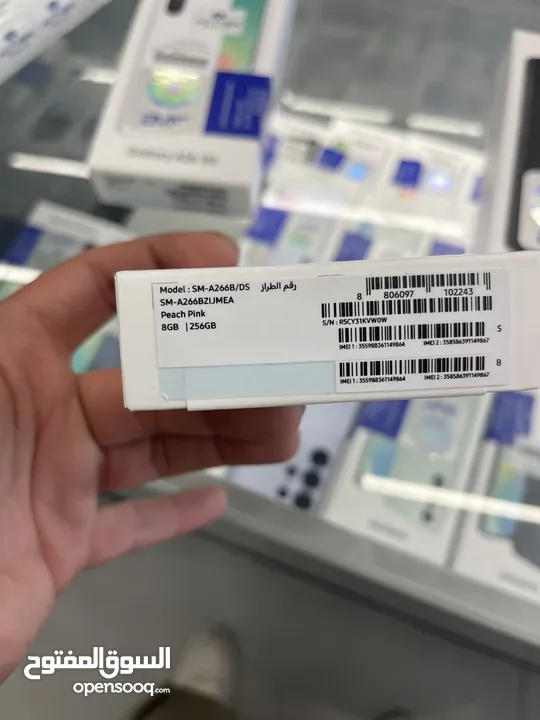 Model : SM-A266B/DS رقم الطراز
SM-A266BZIJMEA
Peach Pink
8GB | 256GB
8 806097 102243
S/N : R5CY31KVW0W
S
IMEI 1 : 355988361149864 IMEI 2 : 358586391149867
B
IMEI 1 : 355988361149864 IMEI 2 : 358586391149867
السوق المفتوح
opensooq.com